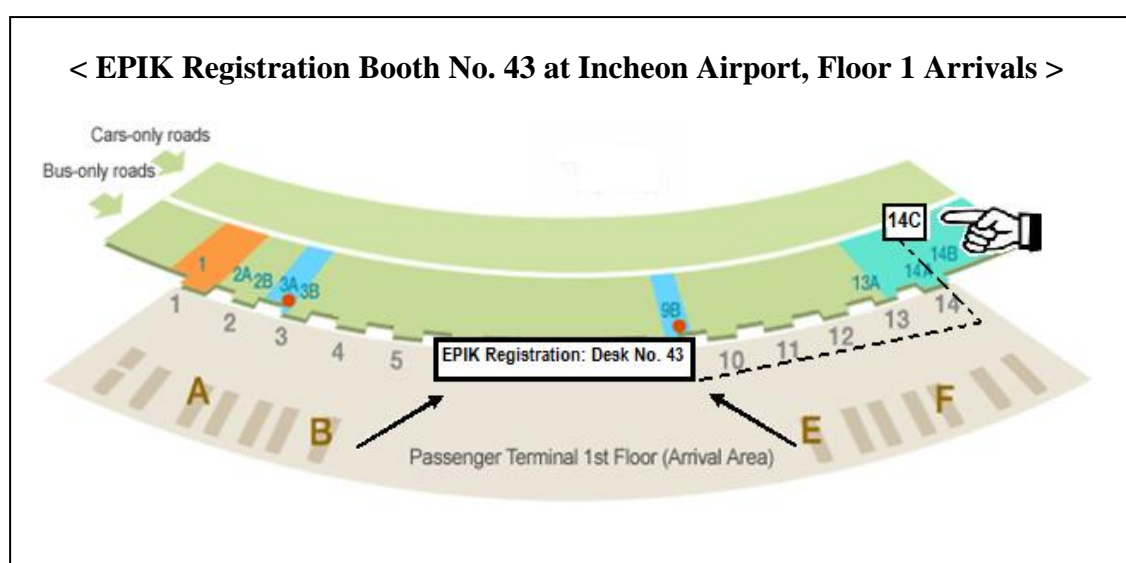 < EPIK Registration Booth No. 43 at Incheon Airport, Floor 1 Arrivals >
Cars-only roads
Bus-only roads
14C
1
2A
2B
3A
3B
9B
13A
14A
14B
1
2
3
4
5
EPIK Registration: Desk No. 43
10
11
12
13
14
A
B
E
F
Passenger Terminal 1st Floor (Arrival Area)